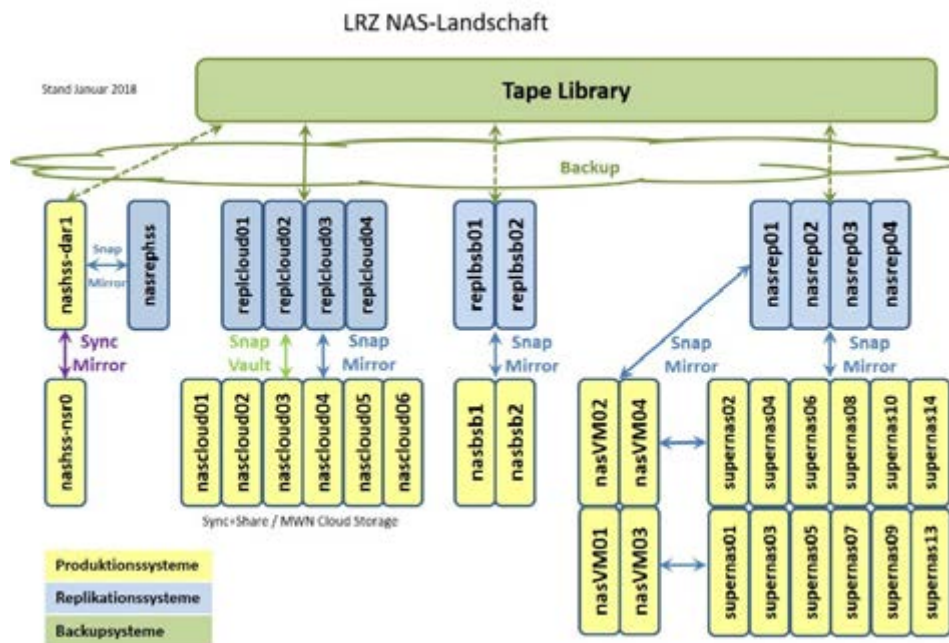 LRZ NAS-Landschaft
Stand Januar 2018
Tape Library
Backup
nashss-dar1
Snap
Mirror
nasrephss
replcloud01
replcloud02
replcloud03
replcloud04
replbsb01
replbsb02
nasrep01
nasrep02
nasrep03
nasrep04
Sync
Mirror
Snap
Vault
Snap
Mirror
Snap
Mirror
Snap
Mirror
nashss-nsr0
nascloud01
nascloud02
nascloud03
nascloud04
nascloud05
nascloud06
nasbsb1
nasbsb2
nasVM02
nasVM04
supernas02
supernas04
supernas06
supernas08
supernas10
supernas14
Sync+Share / MWN Cloud Storage
nasVM01
nasVM03
supernas01
supernas03
supernas05
supernas07
supernas09
supernas13
Produktionssysteme
Replikationssysteme
Backupsysteme